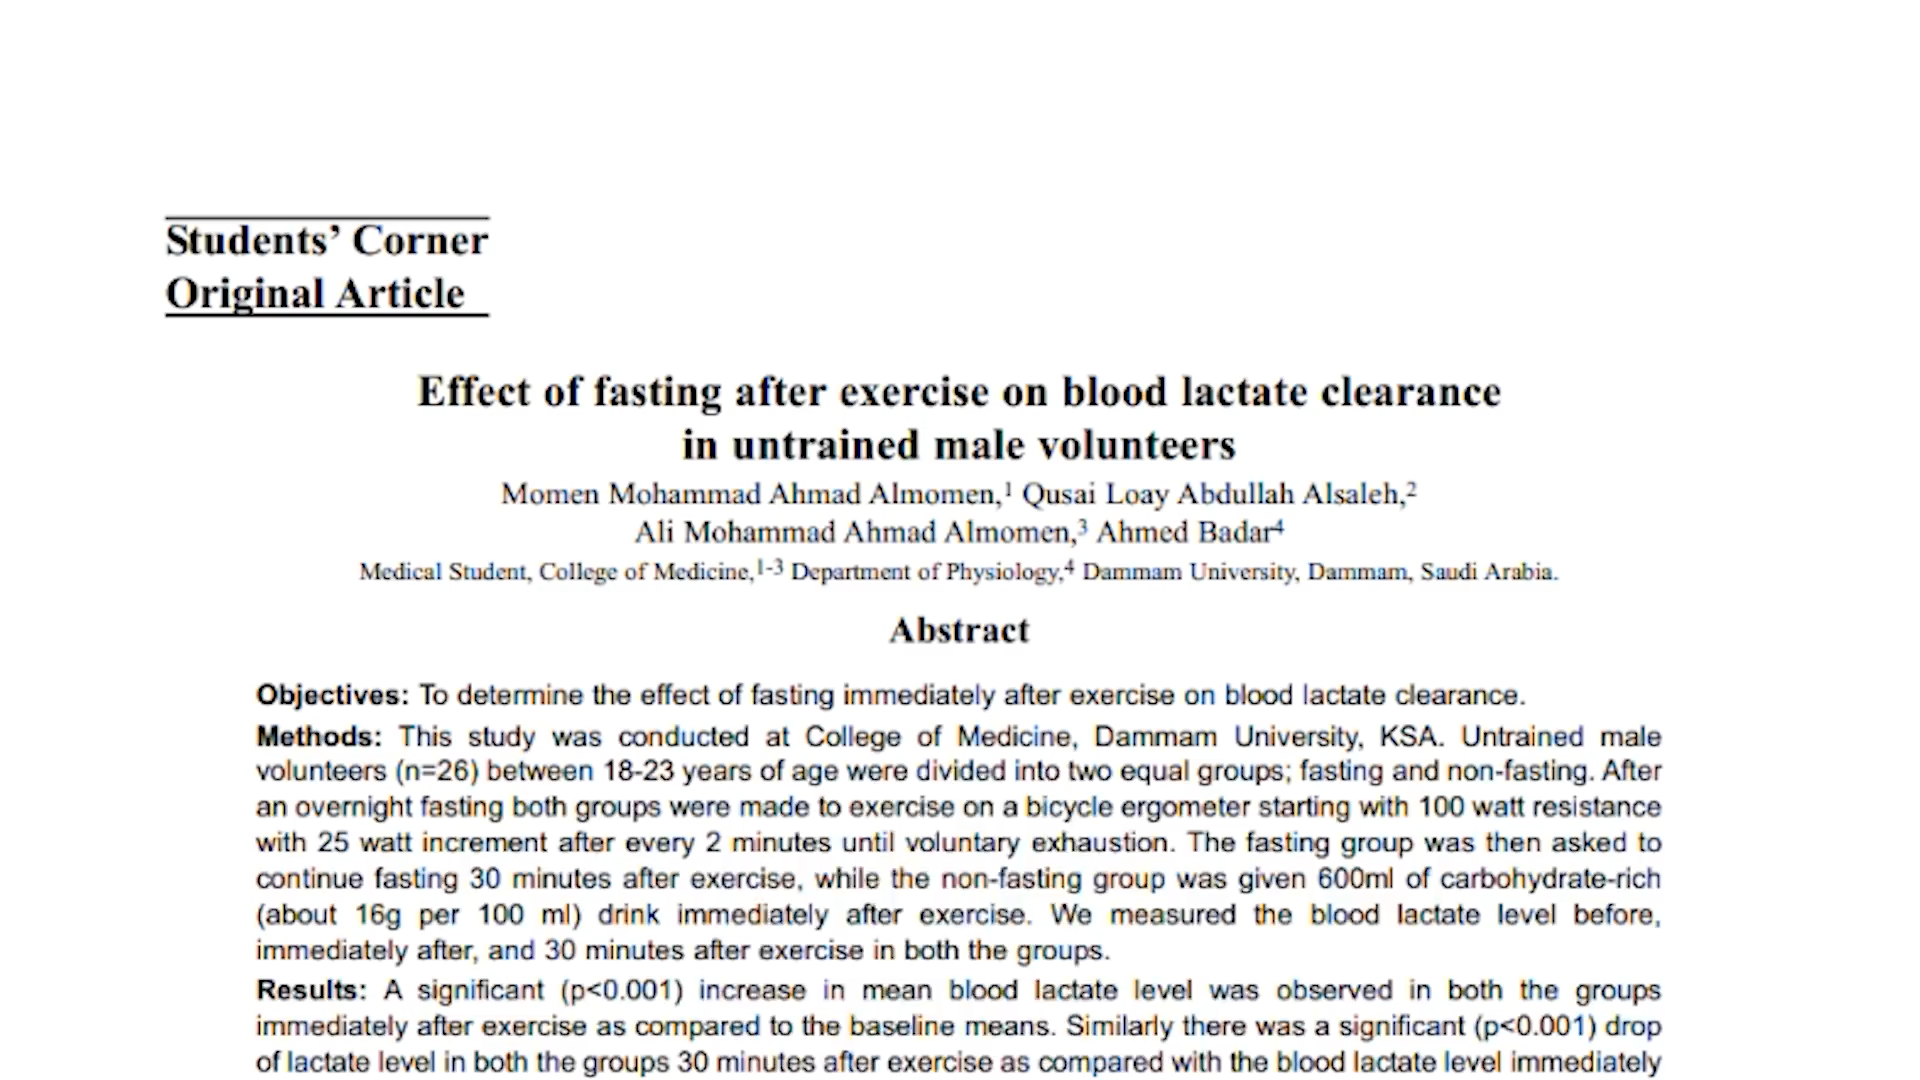 Students’ Corner
Original Article
Effect of fasting after exercise on blood lactate clearance
in untrained male volunteers
Momen Mohammad Ahmad Almomen,1 Qusai Loay Abdullah Alsaleh,2
Ali Mohammad Ahmad Almomen,3 Ahmed Badar4
Medical Student, College of Medicine,1-3 Department of Physiology,4 Dammam University, Dammam, Saudi Arabia.
Abstract
Objectives: To determine the effect of fasting immediately after exercise on blood lactate clearance.
Methods: This study was conducted at College of Medicine, Dammam University, KSA. Untrained male
volunteers (n=26) between 18-23 years of age were divided into two equal groups; fasting and non-fasting. After
an overnight fasting both groups were made to exercise on a bicycle ergometer starting with 100 watt resistance
with 25 watt increment after every 2 minutes until voluntary exhaustion. The fasting group was then asked to
continue fasting 30 minutes after exercise, while the non-fasting group was given 600ml of carbohydrate-rich
(about 16g per 100 ml) drink immediately after exercise. We measured the blood lactate level before,
immediately after, and 30 minutes after exercise in both the groups.
Results: A significant (p<0.001) increase in mean blood lactate level was observed in both the groups
immediately after exercise as compared to the baseline means. Similarly there was a significant (p<0.001) drop
of lactate level in both the groups 30 minutes after exercise as compared with the blood lactate level immediately